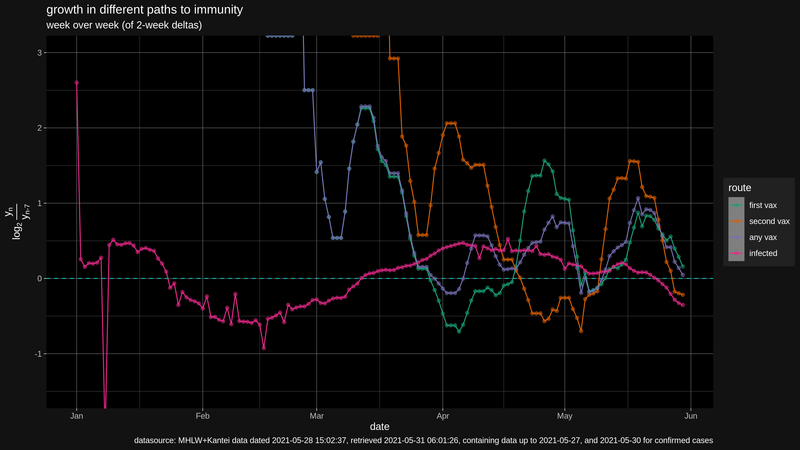 growth in different paths to immunity
week over week (of 2-week deltas)
3
2
1
0
-1
log2 yn/yn-7
Jan Feb Mar Apr May Jun
date
route
first vax
second vax
any vax
infected
datasource: MHLW+Kantei data dated 2021-05-28 15:02:37, retrieved 2021-05-31 06:01:26, containing data up to 2021-05-27, and 2021-05-30 for confirmed cases